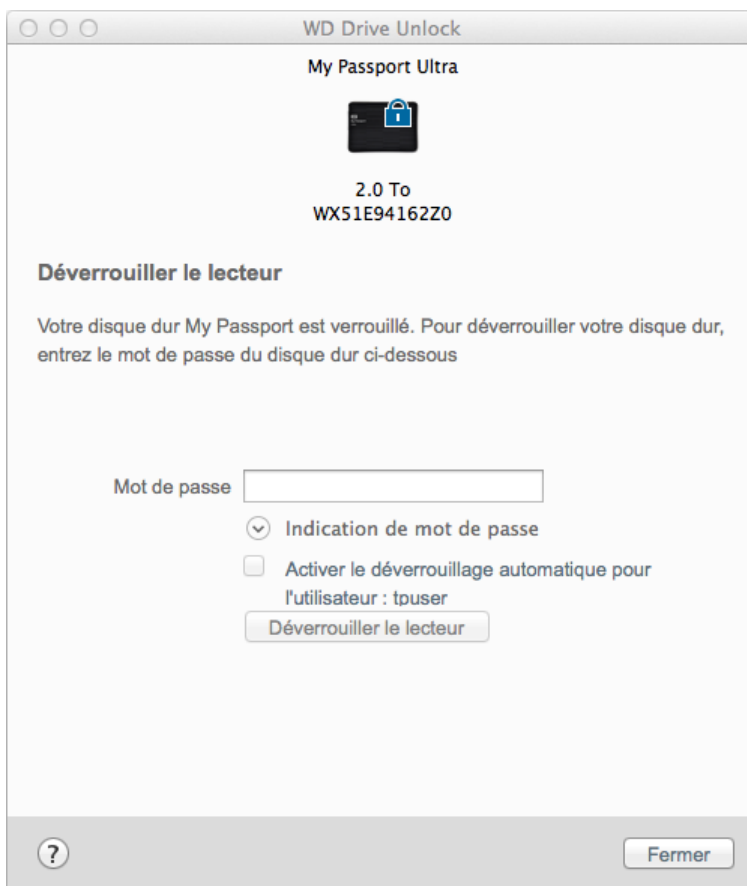 WD Drive Unlock
My Passport Ultra
2.0 To
WX51E94162Z0
Déverrouiller le lecteur
Votre disque dur My Passport est verrouillé. Pour déverrouiller votre disque dur,
entrez le mot de passe du disque dur ci-dessous
Mot de passe
Indication de mot de passe
Activer le déverrouillage automatique pour
l'utilisateur : tpuser
Déverrouiller le lecteur
?
Fermer